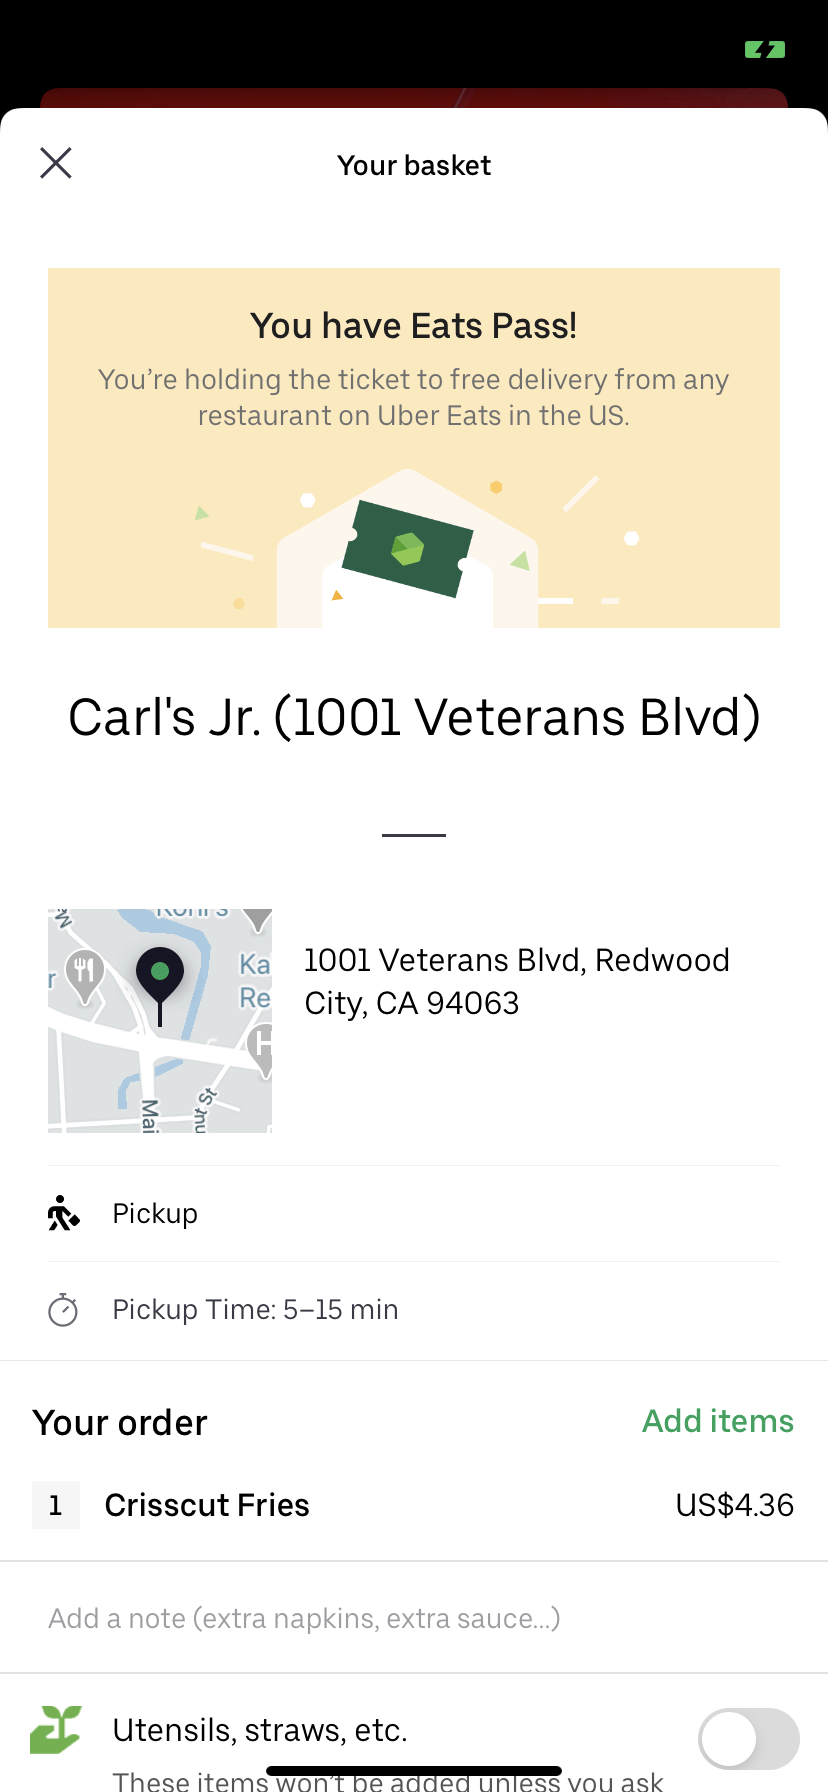 Your basket
You have Eats Pass!
You're holding the ticket to free delivery from any
restaurant on Uber Eats in the US.
Carl's Jr. (1001 Veterans Blvd)
Kohl's
Ka
Re
r
H
Mai
nut St
1001 Veterans Blvd, Redwood
City, CA 94063
Pickup
Pickup Time: 5–15 min
Your order
Add items
1 Crisscut Fries US$4.36
Add a note (extra napkins, extra sauce...)
Utensils, straws, etc.
These items won't be added unless you ask